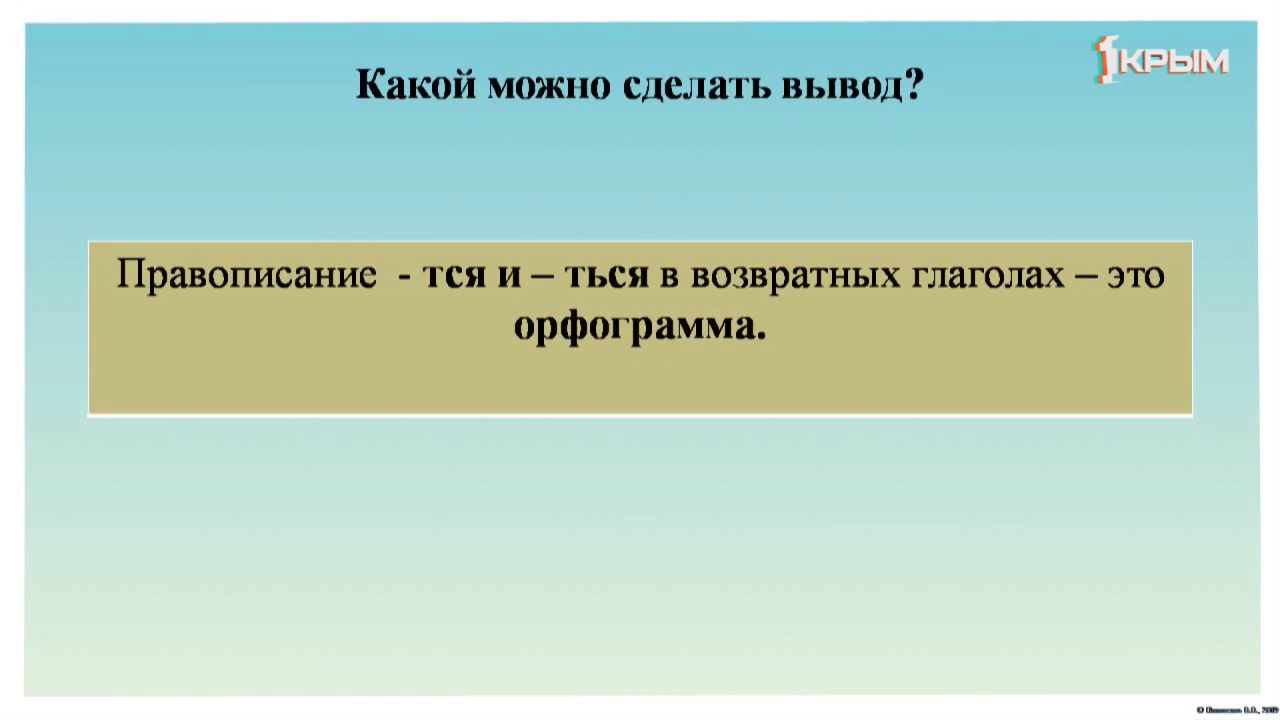 1КРЫМ
Какой можно сделать вывод?
Правописание - тся и – ться в возвратных глаголах – это
орфограмма.